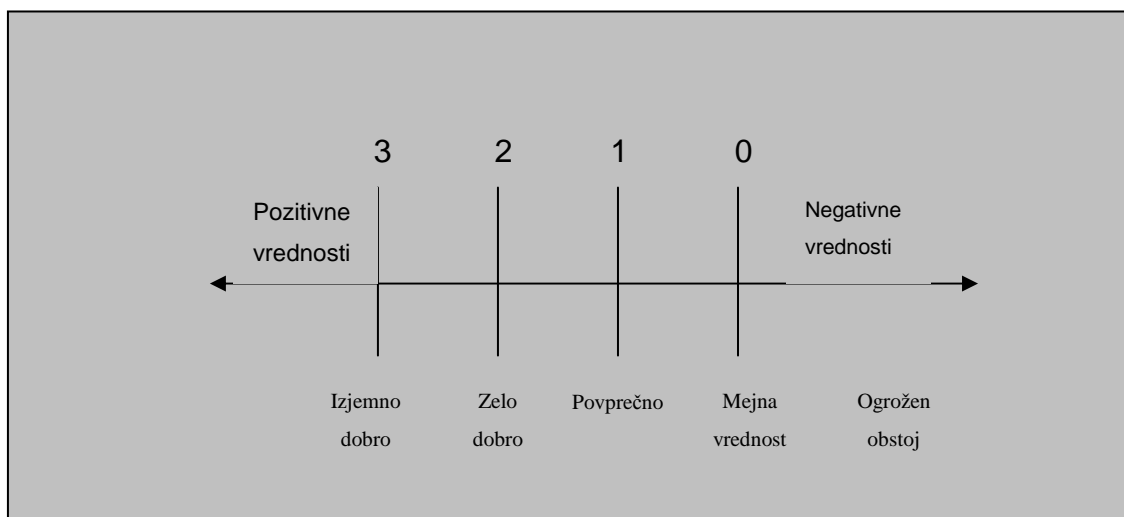 3 2 1 0
Pozitivne
vrednosti
Negativne
vrednosti
Izjemno
dobro
Zelo
dobro
Povprečno
Mejna
vrednost
Ogrožen
obstoj